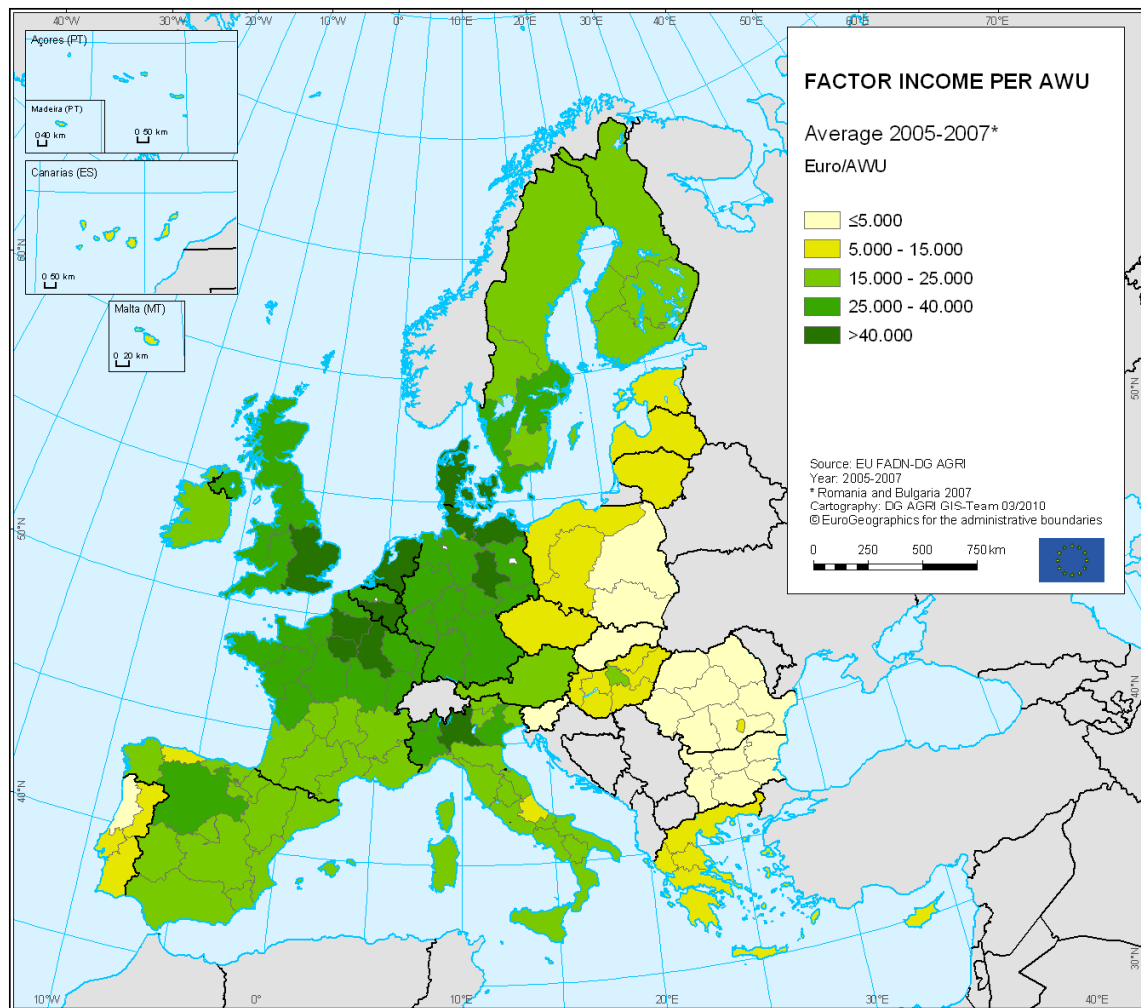 40°W
30°W
20°W
10°W
0°
10°E
20°E
30°E
40°E
50°E
60°E
70°E
Açores (PT)
Madeira (PT)
0 40 km
0 50 km
Canarias (ES)
0 50 km
Malta (MT)
0 20 km
FACTOR INCOME PER AWU
Average 2005-2007*
Euro/AWU
≤5.000
5.000 - 15.000
15.000 - 25.000
25.000 - 40.000
>40.000
Source: EU FADN-DG AGRI
Year: 2005-2007
* Romania and Bulgaria 2007
Cartography: DG AGRI GIS-Team 03/2010
© EuroGeographics for the administrative boundaries
0 250 500 750 km
60°N
50°N
40°N
50°N
40°N
30°N
10°W
0°
10°E
20°E
30°E
40°E